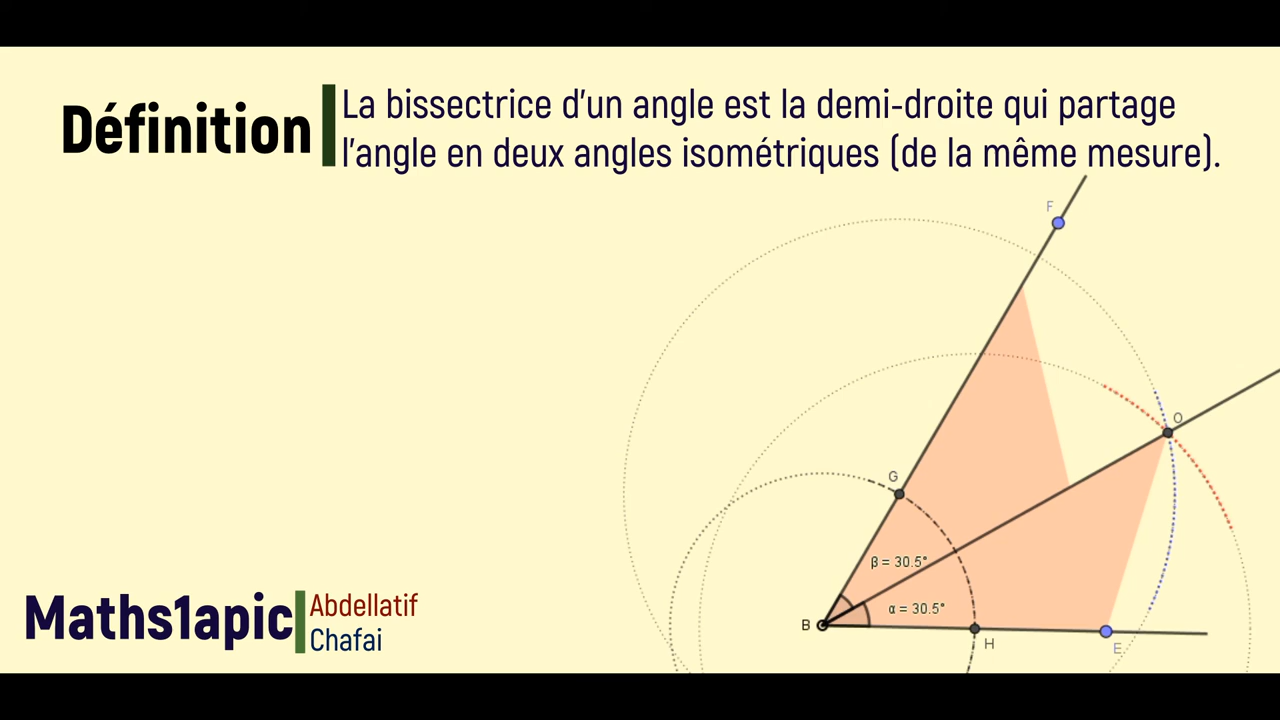 Définition
La bissectrice d'un angle est la demi-droite qui partage
l'angle en deux angles isométriques (de la même mesure).
F
O
G
β = 30.5°
α = 30.5°
B
H
E
Maths1apic
Abdellatif
Chafai